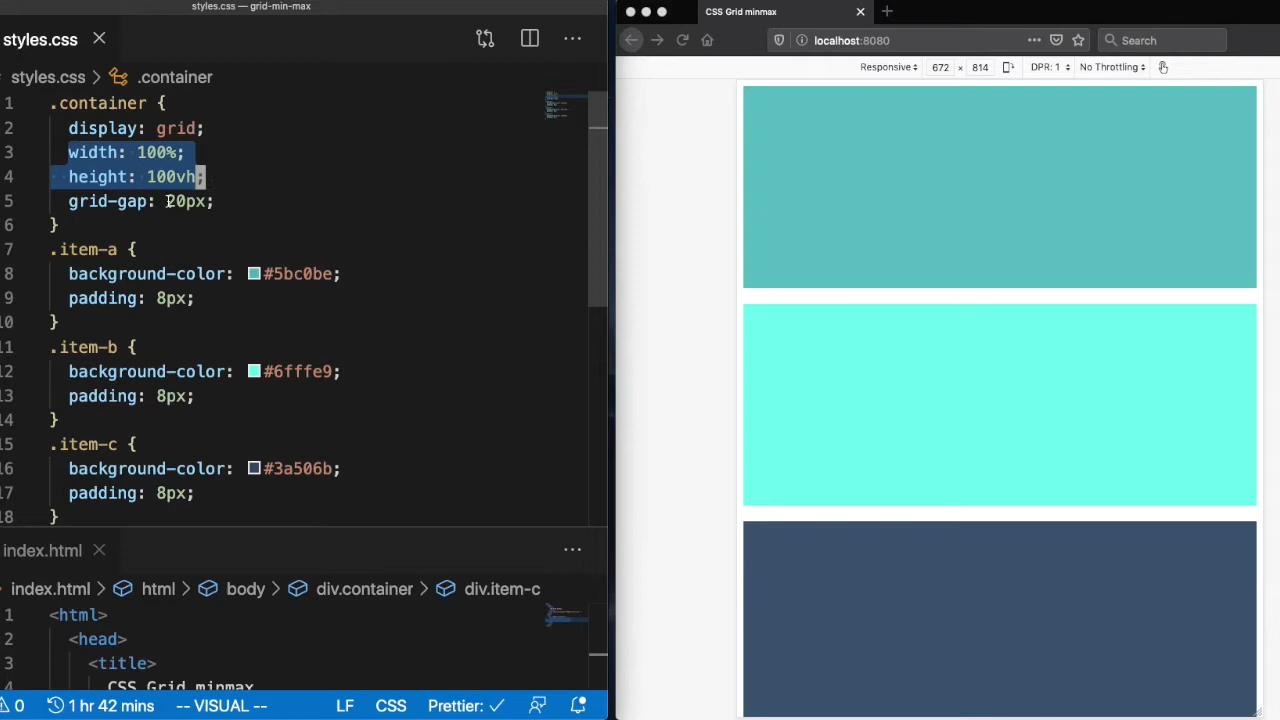 styles.css — grid-min-max
styles.css
styles.css > .container
1 .container {
2 display: grid;
3 width: 100%;
4 height: 100vh;
5 grid-gap: 20px;
6 }
7 .item-a {
8 background-color: #5bc0be;
9 padding: 8px;
10 }
11 .item-b {
12 background-color: #6fffe9;
13 padding: 8px;
14 }
15 .item-c {
16 background-color: #3a506b;
17 padding: 8px;
18 }
index.html
index.html > html > body > div.container > div.item-c
1 <html>
2 <head>
3 <title>
4 CSS Grid minmax
0 1 hr 42 mins -- VISUAL -- LF CSS Prettier: ✓
CSS Grid minmax
localhost:8080 Search
Responsive 672 × 814 DPR: 1 No Throttling